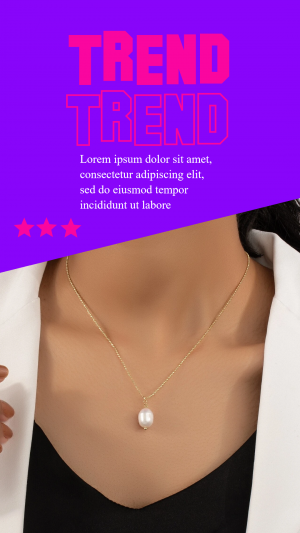 TREND
TREND
Lorem ipsum dolor sit amet,
consectetur adipiscing elit,
sed do eiusmod tempor
incididunt ut labore